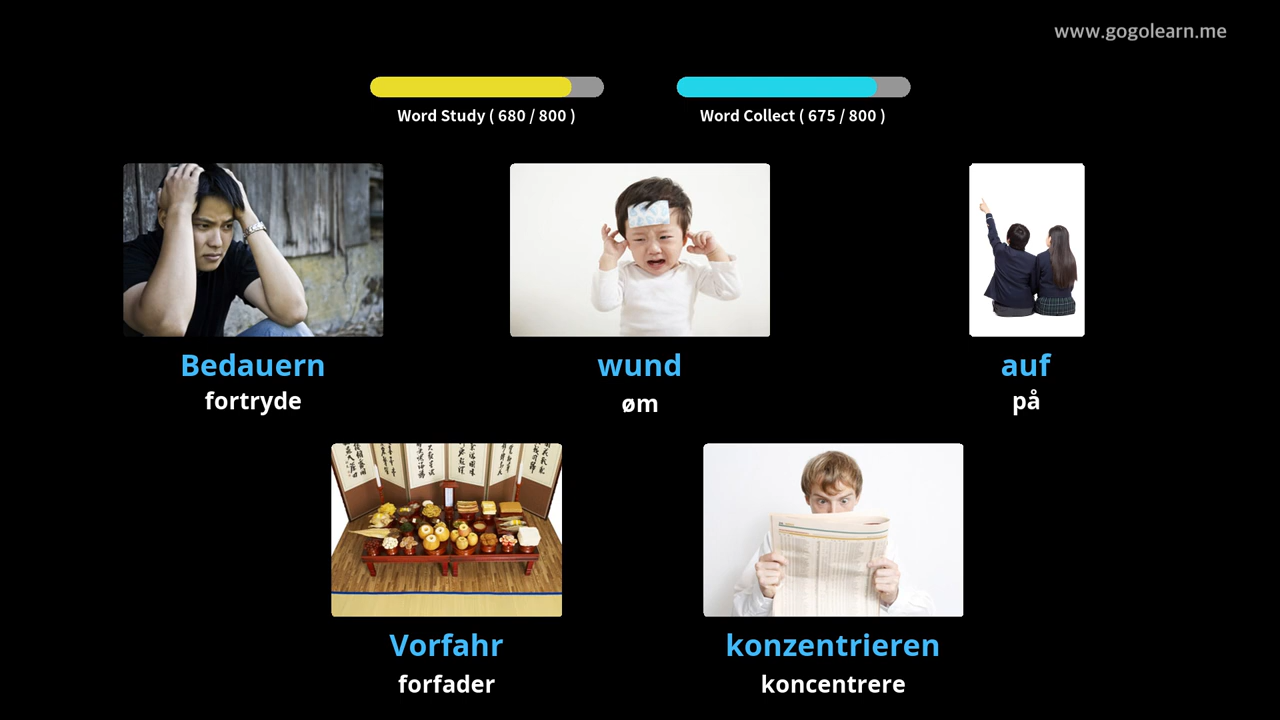 www.gogolearn.me
Word Study ( 680 / 800 )
Word Collect ( 675 / 800 )
Bedauern
fortryde
wund
øm
auf
på
Vorfahr
forfader
konzentrieren
koncentrere